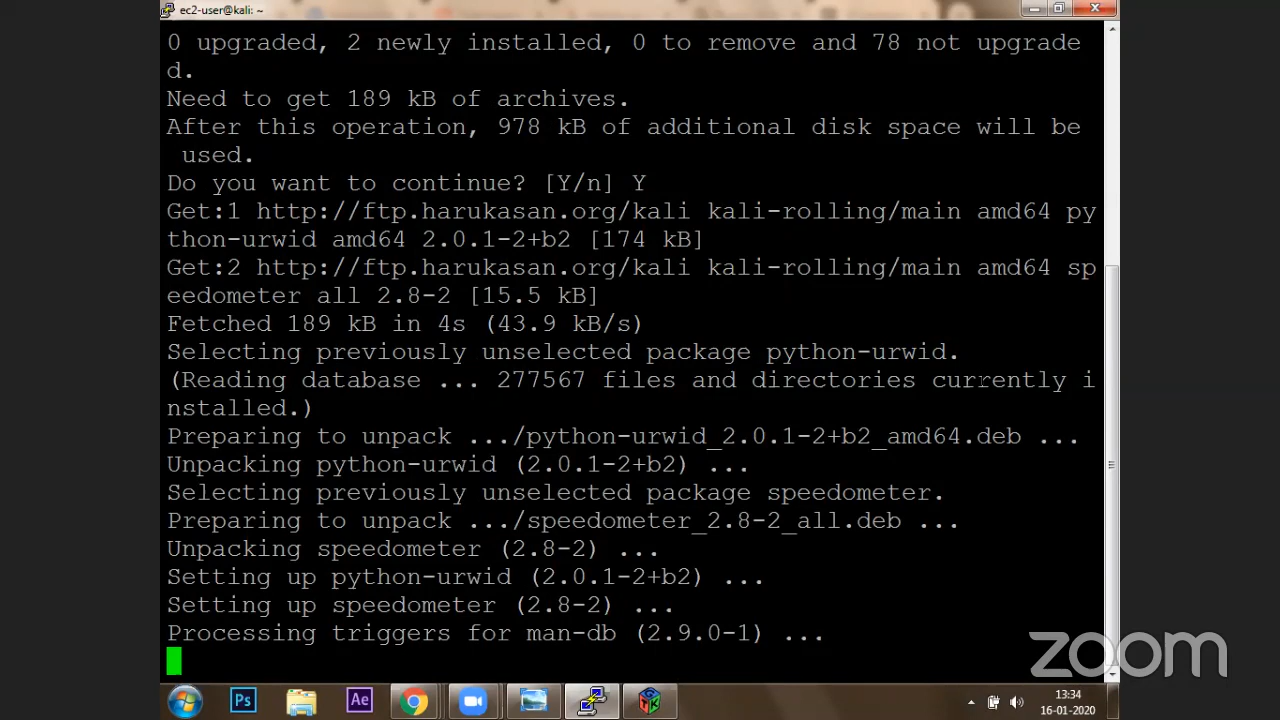 ec2-user@kali: ~
0 upgraded, 2 newly installed, 0 to remove and 78 not upgrade
d.
Need to get 189 kB of archives.
After this operation, 978 kB of additional disk space will be
 used.
Do you want to continue? [Y/n] Y
Get:1 http://ftp.harukasan.org/kali kali-rolling/main amd64 py
thon-urwid amd64 2.0.1-2+b2 [174 kB]
Get:2 http://ftp.harukasan.org/kali kali-rolling/main amd64 sp
eedometer all 2.8-2 [15.5 kB]
Fetched 189 kB in 4s (43.9 kB/s)
Selecting previously unselected package python-urwid.
(Reading database ... 277567 files and directories currently i
nstalled.)
Preparing to unpack .../python-urwid_2.0.1-2+b2_amd64.deb ...
Unpacking python-urwid (2.0.1-2+b2) ...
Selecting previously unselected package speedometer.
Preparing to unpack .../speedometer_2.8-2_all.deb ...
Unpacking speedometer (2.8-2) ...
Setting up python-urwid (2.0.1-2+b2) ...
Setting up speedometer (2.8-2) ...
Processing triggers for man-db (2.9.0-1) ...
zoom
Ps
Ae
13:34
16-01-2020